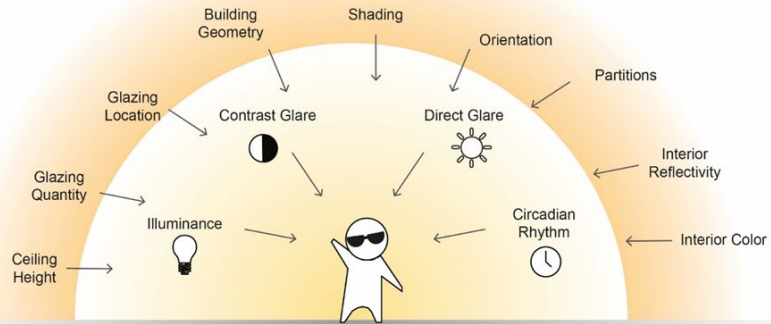 Building
Geometry
Shading
Orientation
Partitions
Glazing
Location
Contrast Glare
Direct Glare
Interior
Reflectivity
Glazing
Quantity
Illuminance
Circadian
Rhythm
Interior Color
Ceiling
Height